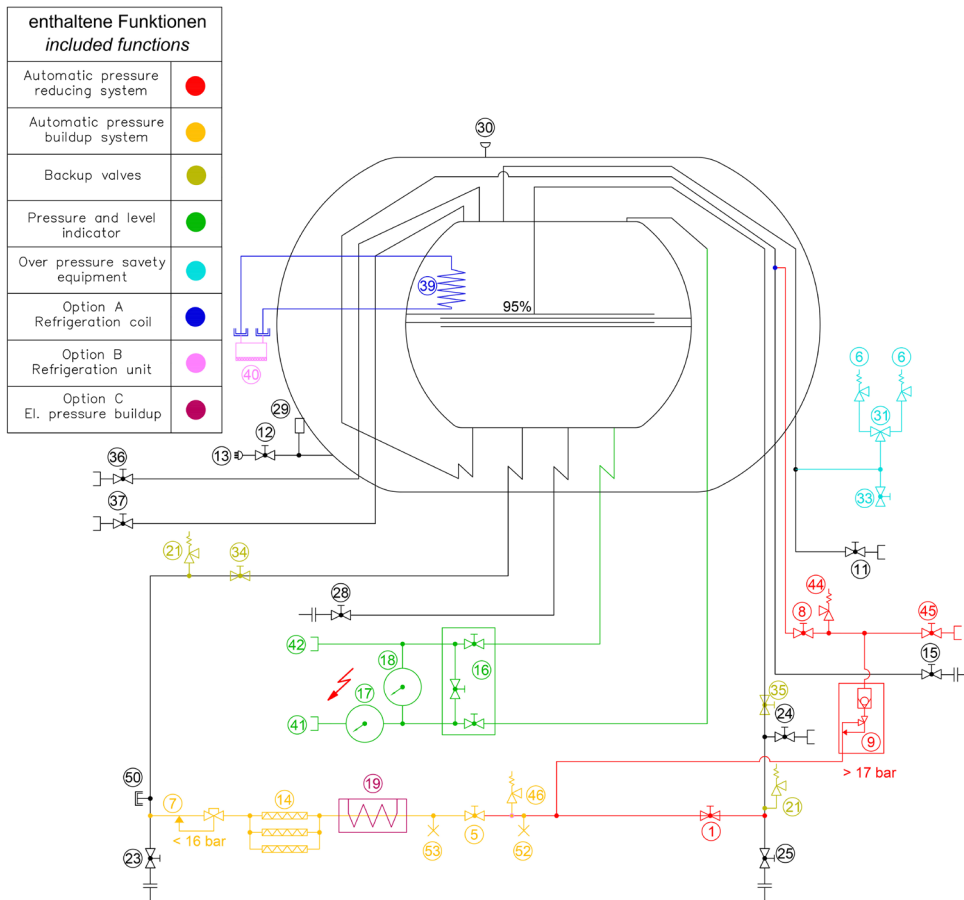 enthaltene Funktionen
included functions
Automatic pressure
reducing system
Automatic pressure
buildup system
Backup valves
Pressure and level
indicator
Over pressure savety
equipment
Option A
Refrigeration coil
Option B
Refrigeration unit
Option C
El. pressure buildup
30
39
95%
40
29
12
13
36
37
6
6
31
33
11
21
34
28
44
8
45
15
42
18
16
17
41
35
24
9
> 17 bar
50
7
14
19
46
21
< 16 bar
5
53
52
1
23
25